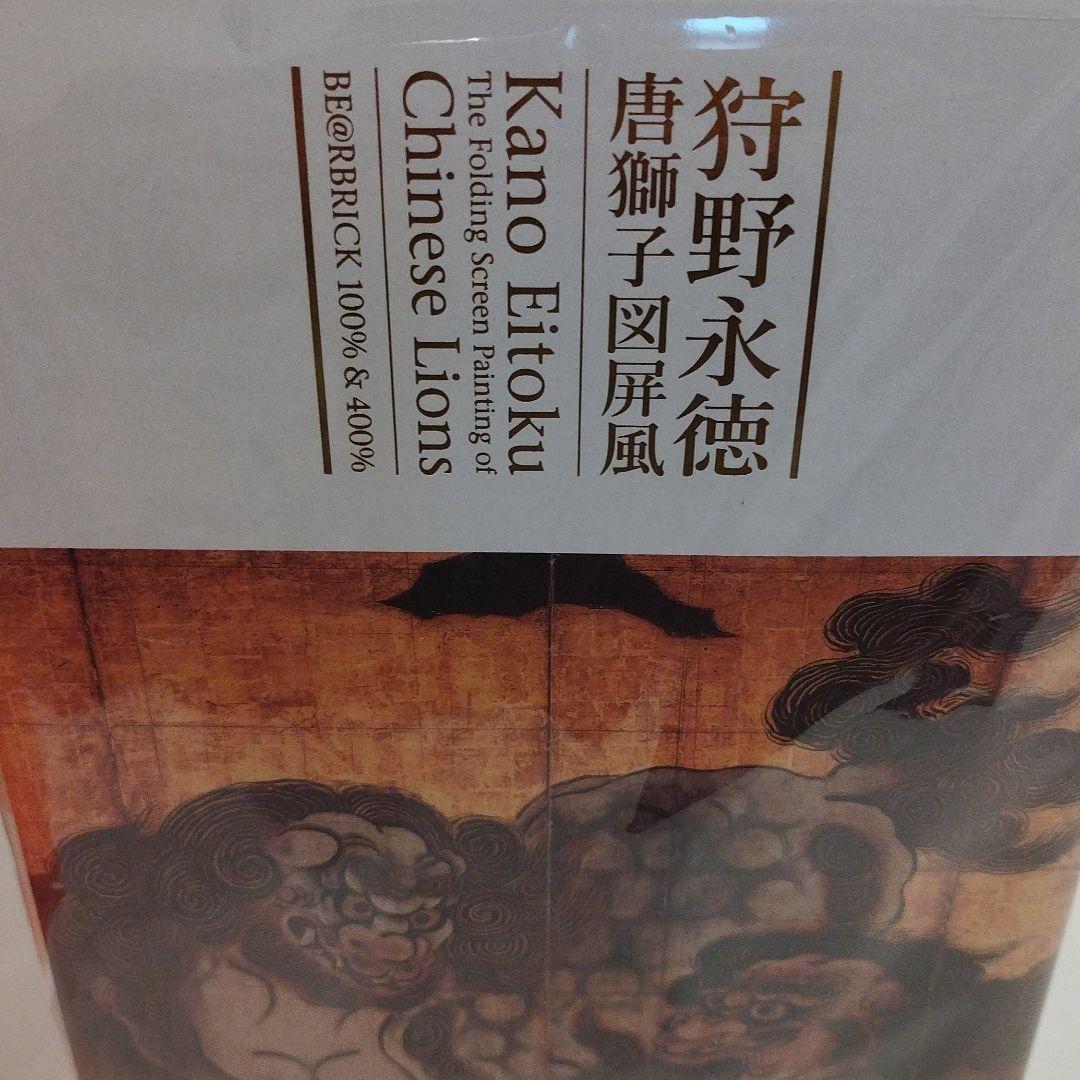 狩野永徳
唐獅子図屏風
Kano Eitoku
The Folding Screen Painting of
Chinese Lions
BE@RBRICK 100% & 400%